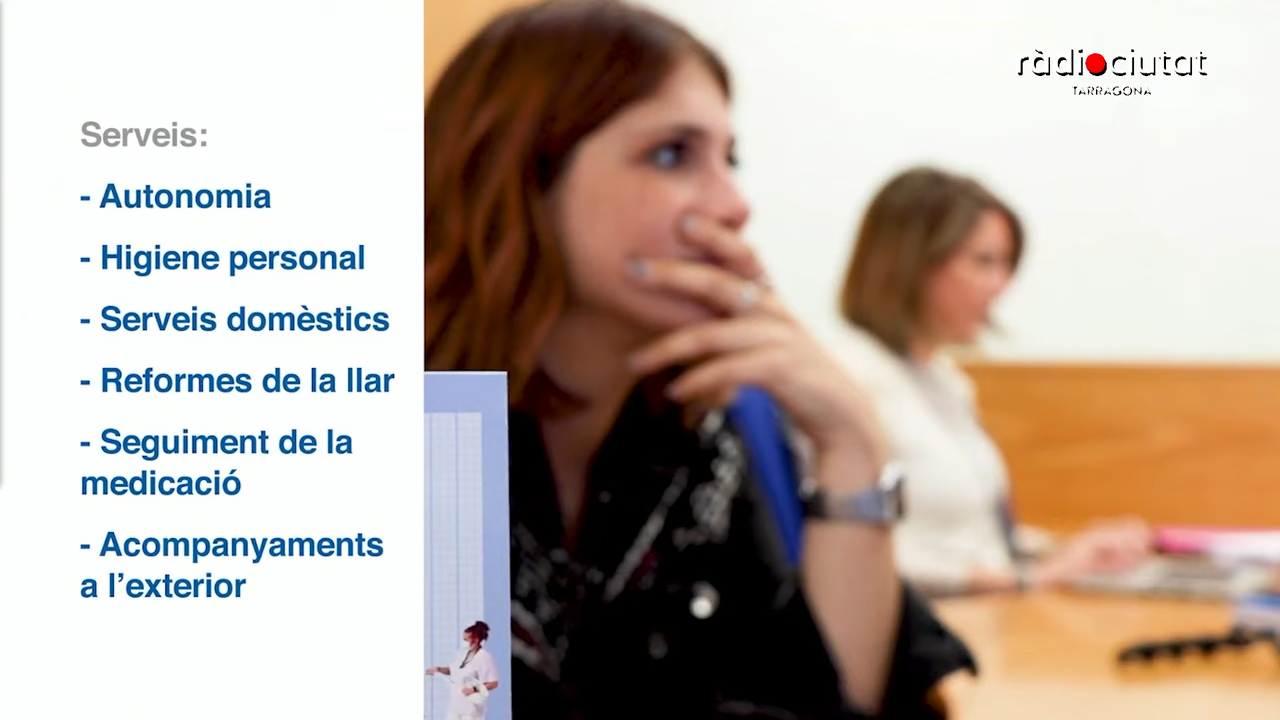 ràdiociutat
TARRAGONA
Serveis:
- Autonomia
- Higiene personal
- Serveis domèstics
- Reformes de la llar
- Seguiment de la
medicació
- Acompanyaments
a l’exterior